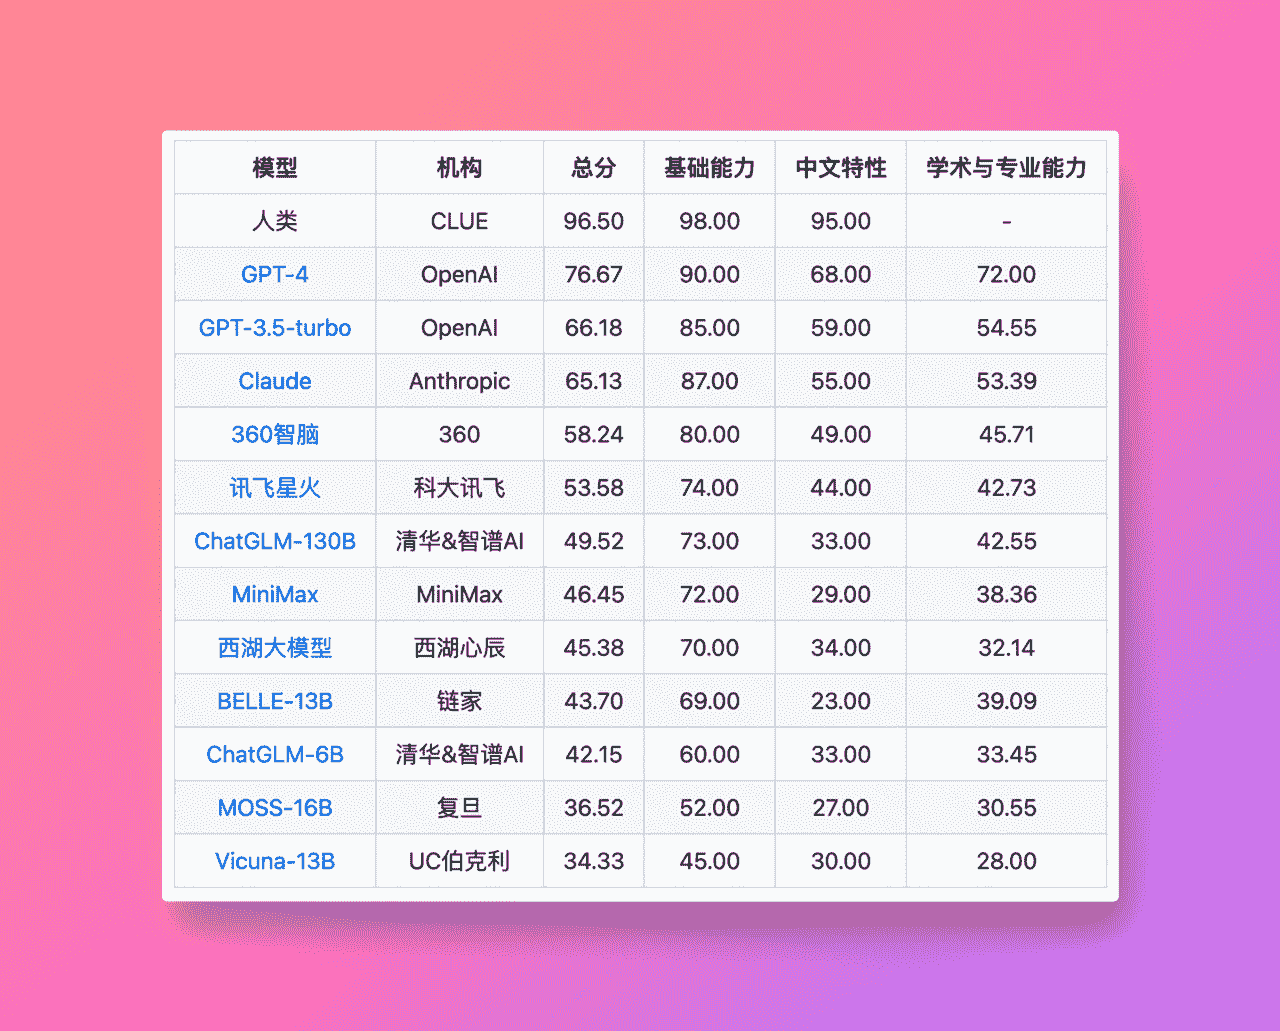 模型 机构 总分 基础能力 中文特性 学术与专业能力
人类 CLUE 96.50 98.00 95.00 -
GPT-4 OpenAI 76.67 90.00 68.00 72.00
GPT-3.5-turbo OpenAI 66.18 85.00 59.00 54.55
Claude Anthropic 65.13 87.00 55.00 53.39
360智脑 360 58.24 80.00 49.00 45.71
讯飞星火 科大讯飞 53.58 74.00 44.00 42.73
ChatGLM-130B 清华&智谱AI 49.52 73.00 33.00 42.55
MiniMax MiniMax 46.45 72.00 29.00 38.36
西湖大模型 西湖心辰 45.38 70.00 34.00 32.14
BELLE-13B 链家 43.70 69.00 23.00 39.09
ChatGLM-6B 清华&智谱AI 42.15 60.00 33.00 33.45
MOSS-16B 复旦 36.52 52.00 27.00 30.55
Vicuna-13B UC伯克利 34.33 45.00 30.00 28.00